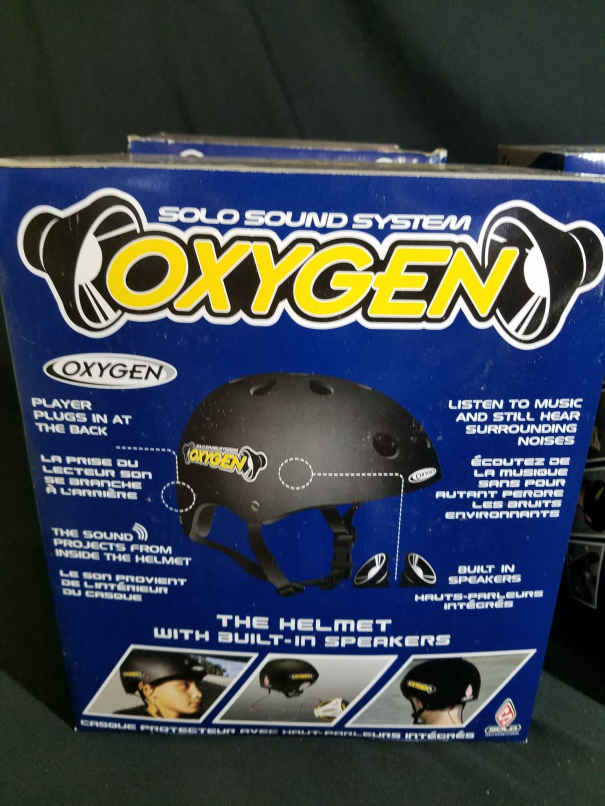 SOLO SOUND SYSTEM
OXYGEN
OXYGEN
PLAYER
PLUGS IN AT
THE BACK
LA PRISE DU
LECTEUR SON
SE BRANCHE
À L'ARRIÈRE
THE SOUND
PROJECTS FROM
INSIDE THE HELMET
LE SON PROVIENT
DE L'INTÉRIEUR
DU CASQUE
OXYGEN
LISTEN TO MUSIC
AND STILL HEAR
SURROUNDING
NOISES
ÉCOUTEZ DE
LA MUSIQUE
SANS POUR
AUTANT PERDRE
LES BRUITS
ENVIRONNANTS
BUILT IN
SPEAKERS
HAUTS-PARLEURS
INTÉGRÉS
THE HELMET
WITH BUILT-IN SPEAKERS
CASQUE PROTECTEUR AVEC HAUT-PARLEURS INTÉGRÉS
SOLO